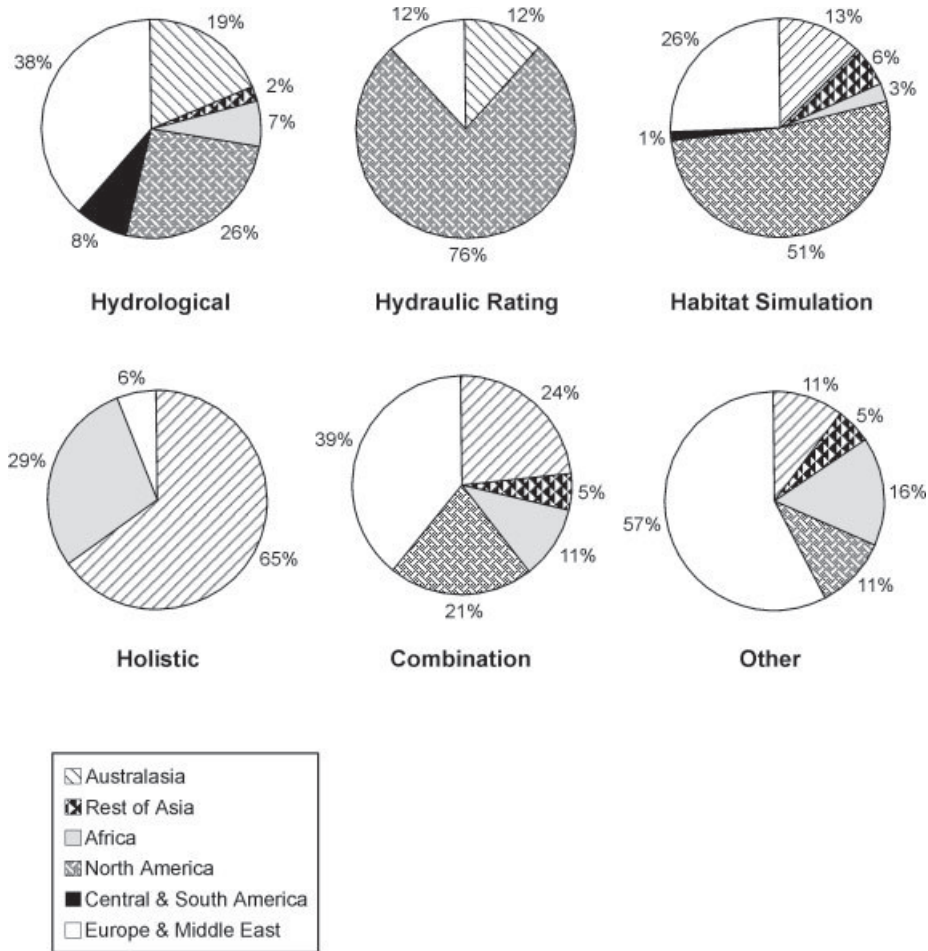 12% 12%
19%
13%
26%
38%
6%
2%
3%
7%
1%
8%
26%
76%
51%
Hydrological
Hydraulic Rating
Habitat Simulation
6%
11%
24%
5%
39%
29%
16%
5%
57%
65%
11%
11%
21%
Holistic
Combination
Other
Australasia
Rest of Asia
Africa
North America
Central & South America
Europe & Middle East